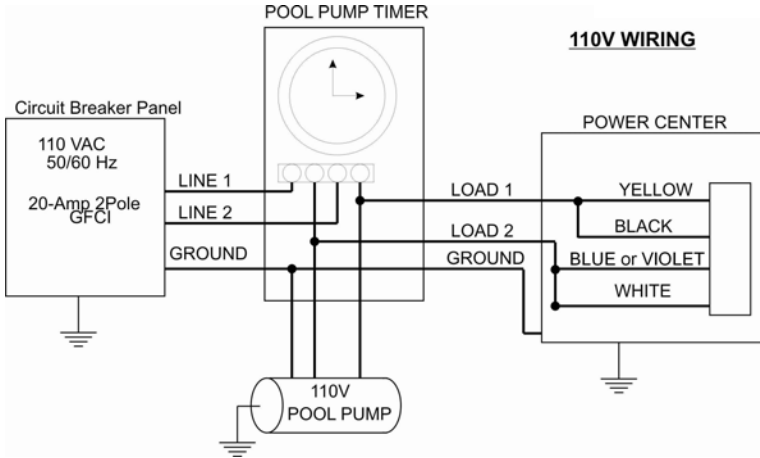 POOL PUMP TIMER
110V WIRING
Circuit Breaker Panel
110 VAC
50/60 Hz
20-Amp 2Pole
GFCI
POWER CENTER
LINE 1
LINE 2
GROUND
LOAD 1
LOAD 2
GROUND
YELLOW
BLACK
BLUE or VIOLET
WHITE
110V
POOL PUMP